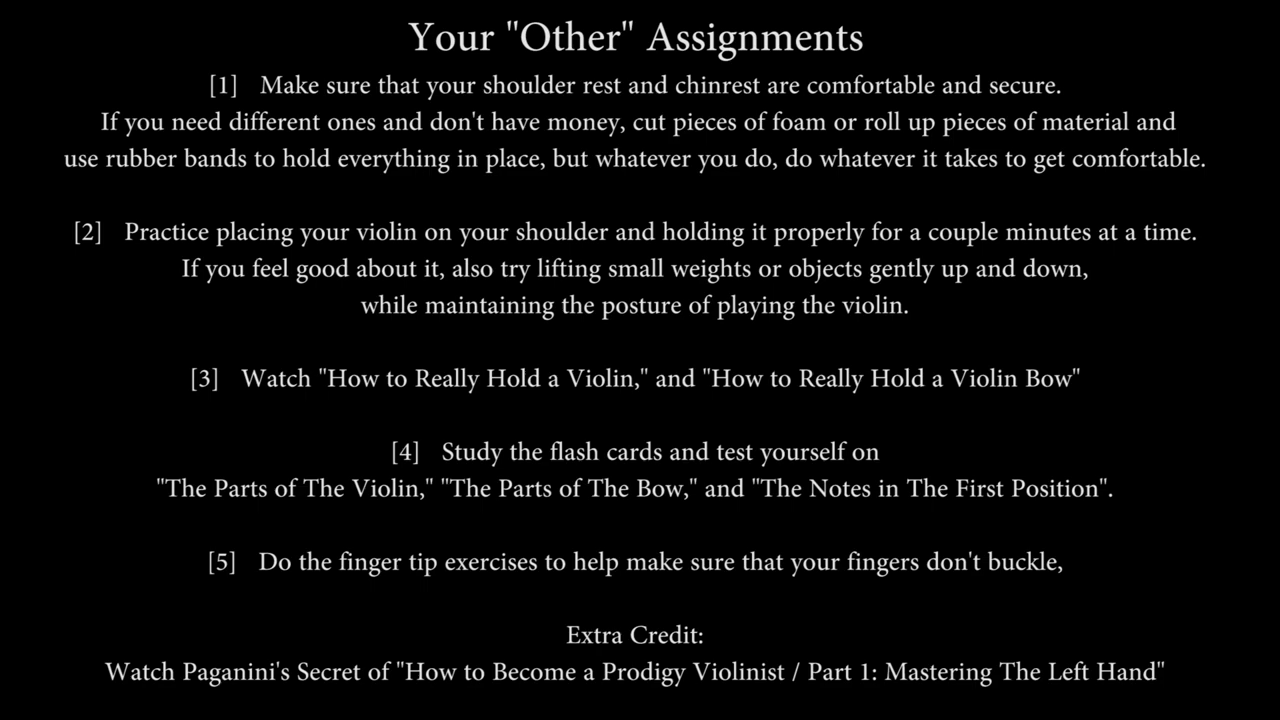 Your "Other" Assignments
[1] Make sure that your shoulder rest and chinrest are comfortable and secure.
If you need different ones and don't have money, cut pieces of foam or roll up pieces of material and
use rubber bands to hold everything in place, but whatever you do, do whatever it takes to get comfortable.
[2] Practice placing your violin on your shoulder and holding it properly for a couple minutes at a time.
If you feel good about it, also try lifting small weights or objects gently up and down,
while maintaining the posture of playing the violin.
[3] Watch "How to Really Hold a Violin," and "How to Really Hold a Violin Bow"
[4] Study the flash cards and test yourself on
"The Parts of The Violin," "The Parts of The Bow," and "The Notes in The First Position".
[5] Do the finger tip exercises to help make sure that your fingers don't buckle,
Extra Credit:
Watch Paganini's Secret of "How to Become a Prodigy Violinist / Part 1: Mastering The Left Hand"